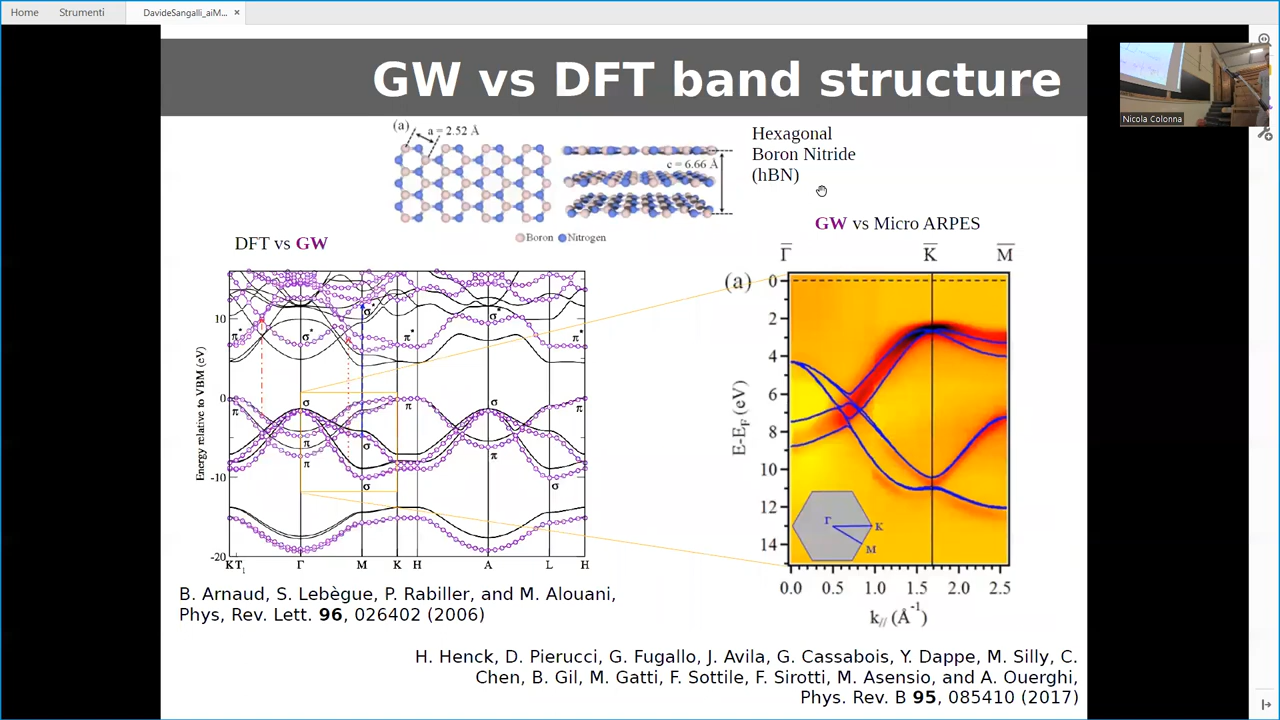 Home Strumenti DavideSangalli_aiM... ×
GW vs DFT band structure
Nicola Colonna
(a)
a = 2.52 Å
c = 6.66 Å
Boron Nitrogen
Hexagonal
Boron Nitride
(hBN)
DFT vs GW
GW vs Micro ARPES
Energy relative to VBM (eV)
10
0
-10
-20
π* σ* σ* π* σ* π*
π σ π π σ σ π σ π σ π
K T₁ Γ M K H A L H
(a)
Γ̅ K̅ M̅
E-E_F (eV)
0
2
4
6
8
10
12
14
Γ K
M
0.0 0.5 1.0 1.5 2.0 2.5
k// (Å⁻¹)
B. Arnaud, S. Lebègue, P. Rabiller, and M. Alouani,
Phys, Rev. Lett. 96, 026402 (2006)
H. Henck, D. Pierucci, G. Fugallo, J. Avila, G. Cassabois, Y. Dappe, M. Silly, C.
Chen, B. Gil, M. Gatti, F. Sottile, F. Sirotti, M. Asensio, and A. Ouerghi,
Phys. Rev. B 95, 085410 (2017)